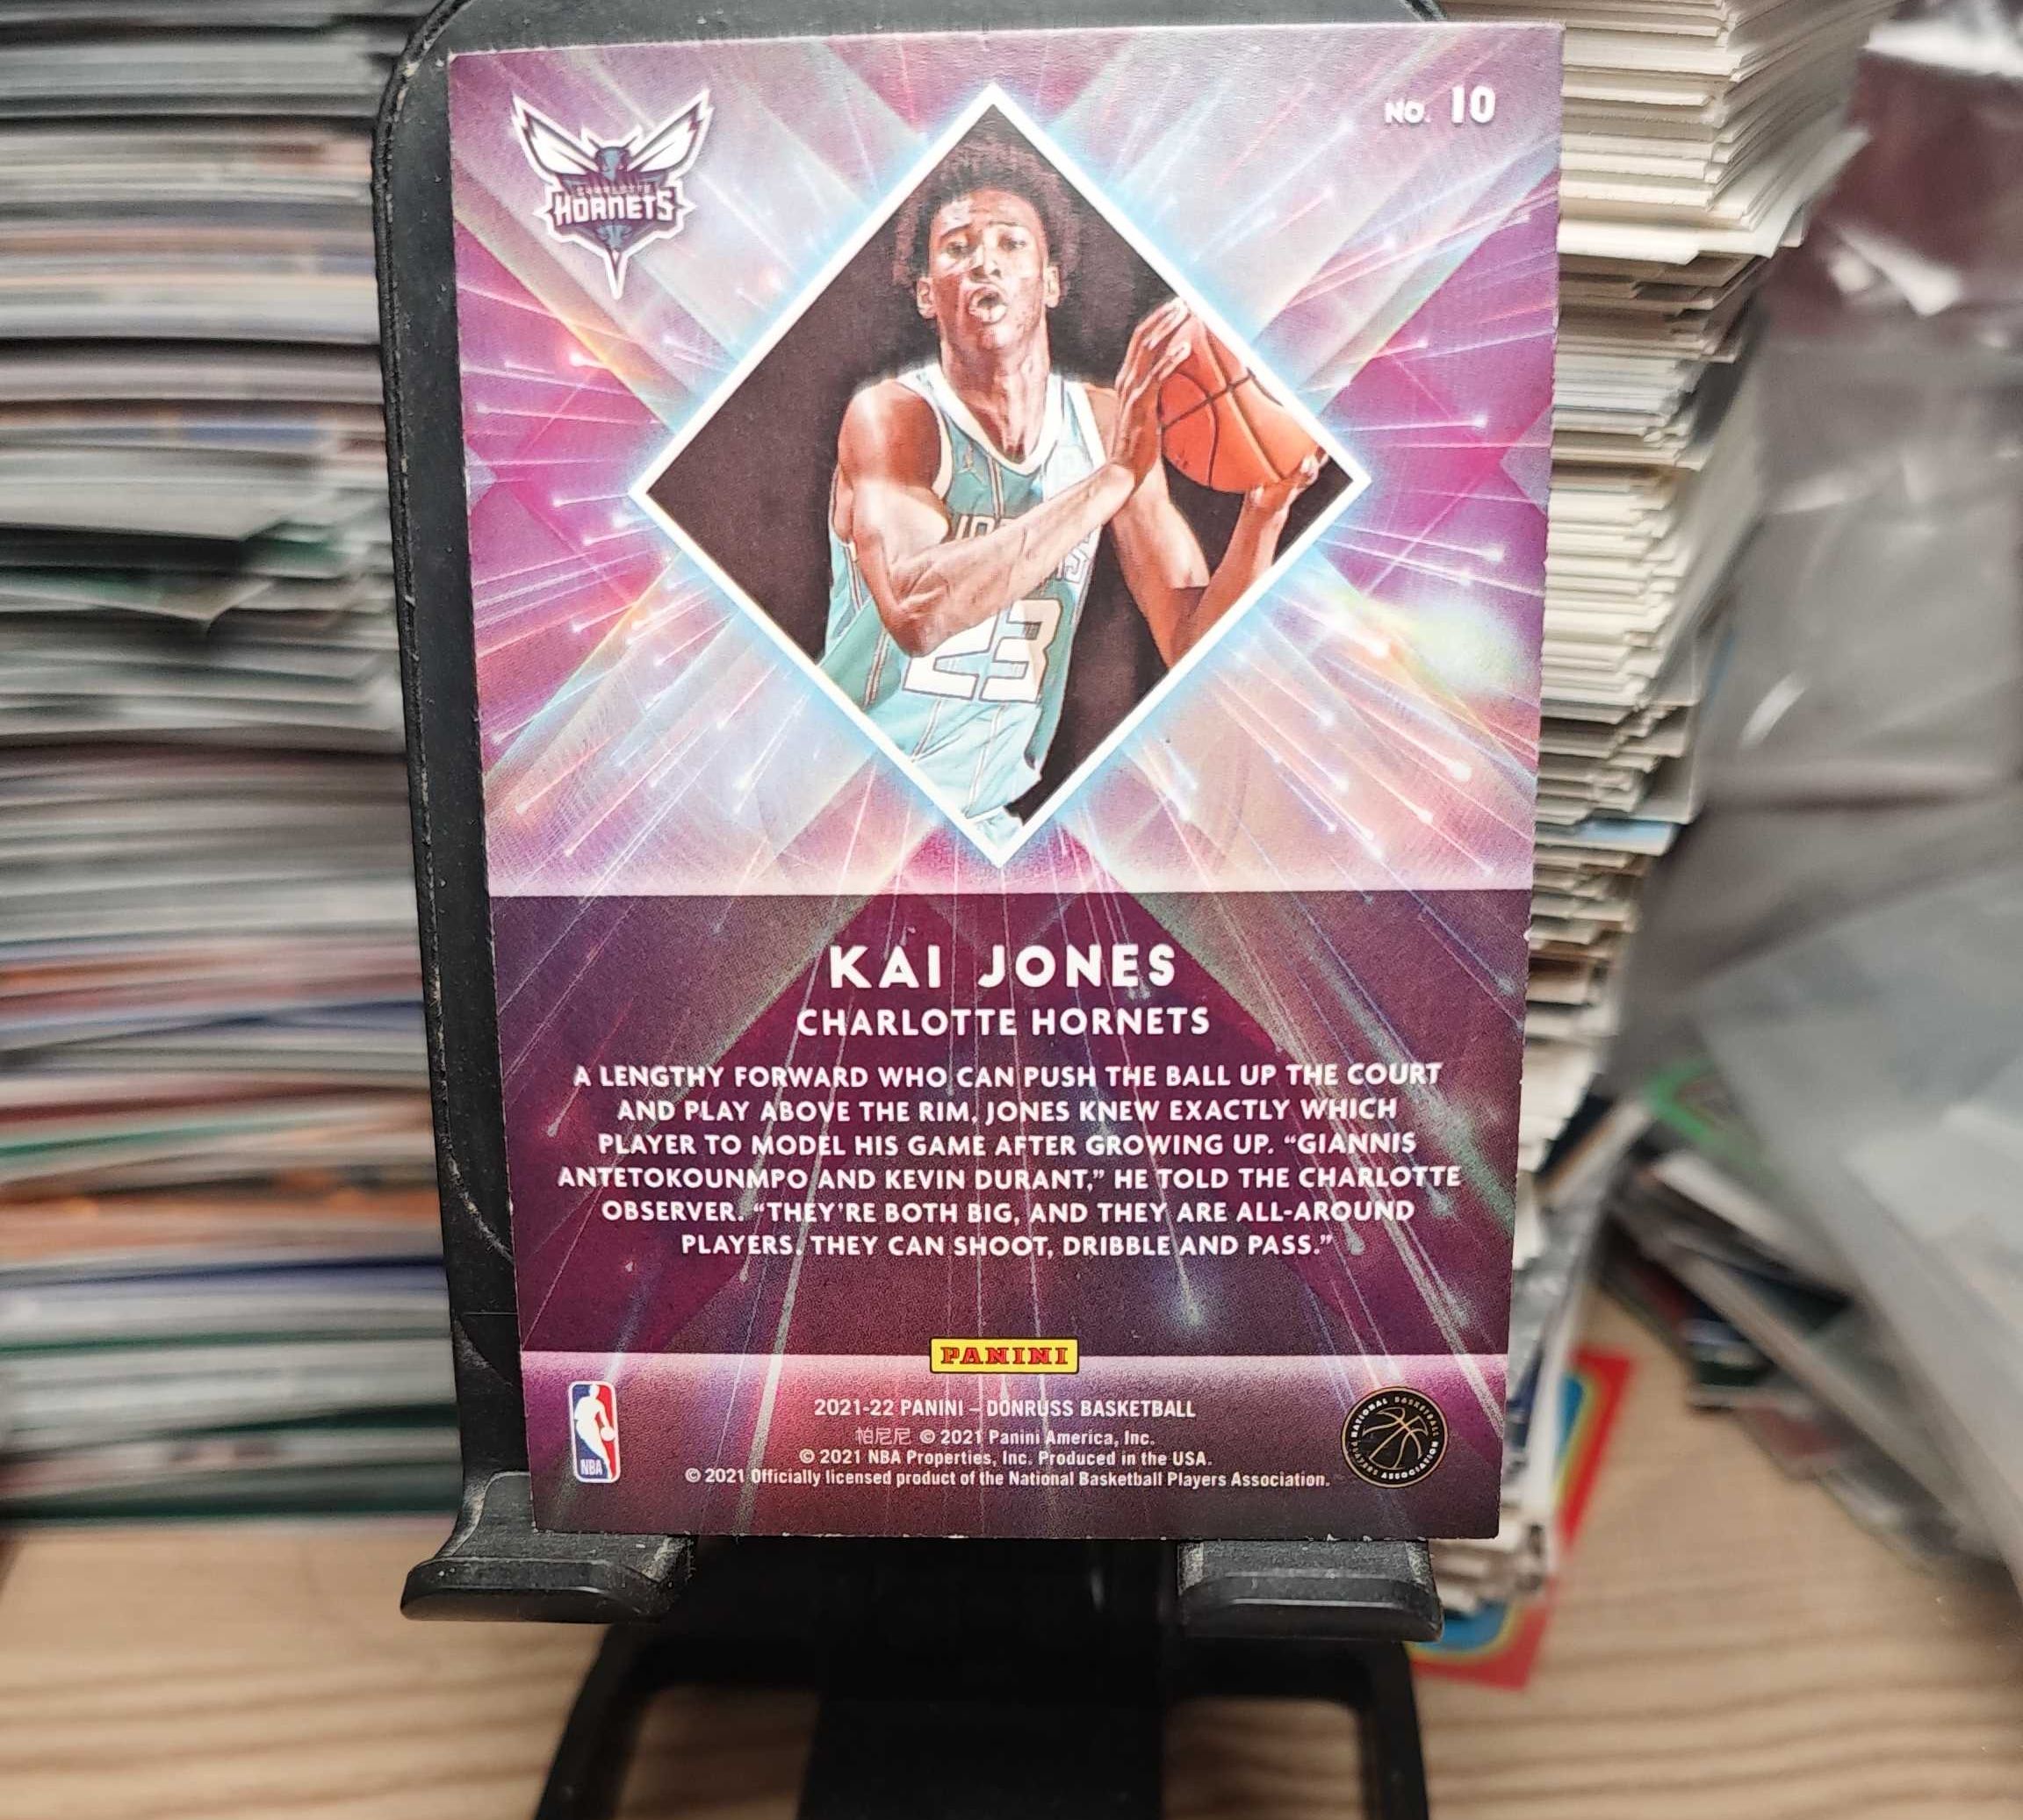 No. 10
CHARLOTTE
HORNETS
23
KAI JONES
CHARLOTTE HORNETS
A LENGTHY FORWARD WHO CAN PUSH THE BALL UP THE COURT
AND PLAY ABOVE THE RIM, JONES KNEW EXACTLY WHICH
PLAYER TO MODEL HIS GAME AFTER GROWING UP. “GIANNIS
ANTETOKOUNMPO AND KEVIN DURANT,” HE TOLD THE CHARLOTTE
OBSERVER. “THEY'RE BOTH BIG, AND THEY ARE ALL-AROUND
PLAYERS. THEY CAN SHOOT, DRIBBLE AND PASS.”
PANINI
2021-22 PANINI – DONRUSS BASKETBALL
帕尼尼 © 2021 Panini America, Inc.
© 2021 NBA Properties, Inc. Produced in the USA.
© 2021 Officially licensed product of the National Basketball Players Association.
NBA
NATIONAL BASKETBALL PLAYERS ASSOCIATION